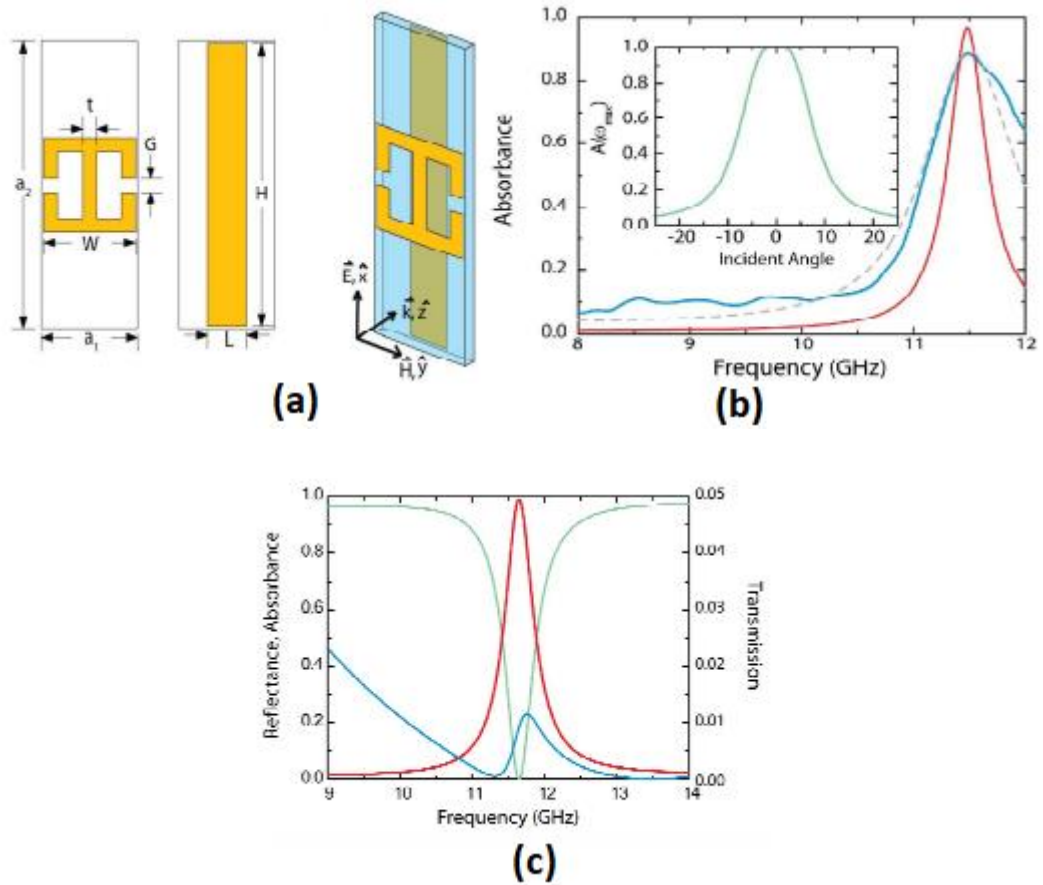 t
G
a2
W
a1
H
L
E, x̂
k, ẑ
H, ŷ
(a)
Absorbance
1.0
0.8
0.6
0.4
0.2
0.0
A(ωmax)
1.0
0.8
0.6
0.4
0.2
0.0
-20 -10 0 10 20
Incident Angle
8 9 10 11 12
Frequency (GHz)
(b)
Reflectance, Absorbance
1.0
0.8
0.6
0.4
0.2
0.0
0.05
0.04
0.03
0.02
0.01
0.00
Transmission
9 10 11 12 13 14
Frequency (GHz)
(c)